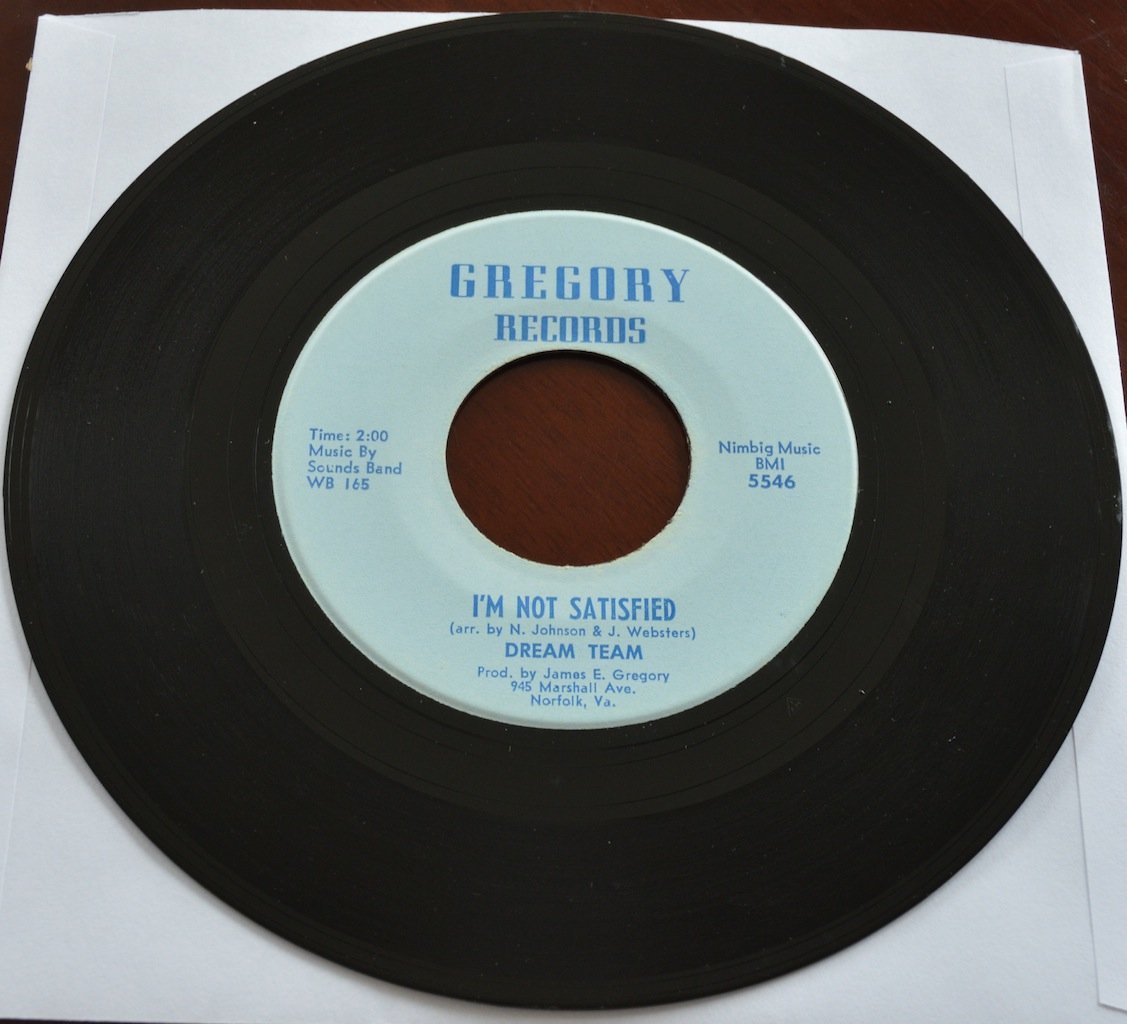 GREGORY
RECORDS
Time: 2:00
Music By
Sounds Band
WB 165
Nimbig Music
BMI
5546
I'M NOT SATISFIED
(arr. by N. Johnson & J. Websters)
DREAM TEAM
Prod. by James E. Gregory
945 Marshall Ave.
Norfolk, Va.